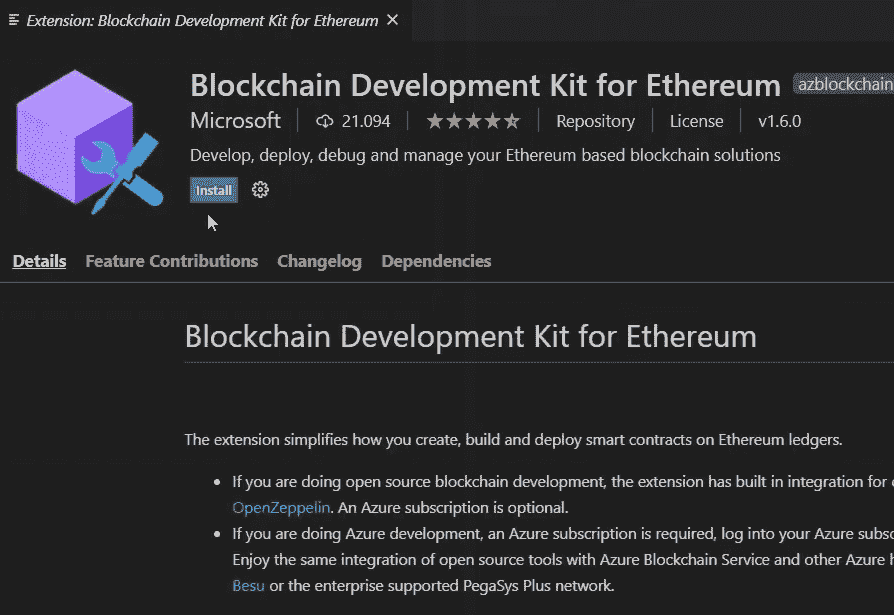 Extension: Blockchain Development Kit for Ethereum
Blockchain Development Kit for Ethereum azblockchain
Microsoft 21.094 Repository License v1.6.0
Develop, deploy, debug and manage your Ethereum based blockchain solutions
Install
Details Feature Contributions Changelog Dependencies
Blockchain Development Kit for Ethereum
The extension simplifies how you create, build and deploy smart contracts on Ethereum ledgers.
If you are doing open source blockchain development, the extension has built in integration for
OpenZeppelin. An Azure subscription is optional.
If you are doing Azure development, an Azure subscription is required, log into your Azure subsc
Enjoy the same integration of open source tools with Azure Blockchain Service and other Azure
Besu or the enterprise supported PegaSys Plus network.